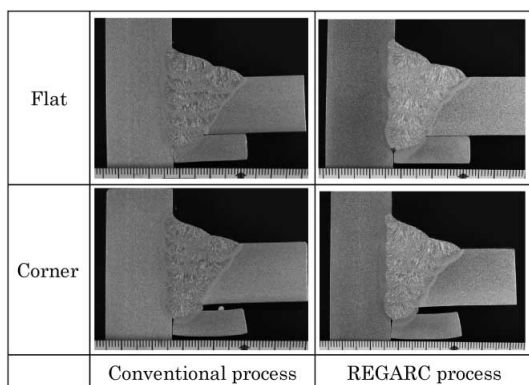 Flat
Corner
Conventional process
REGARC process